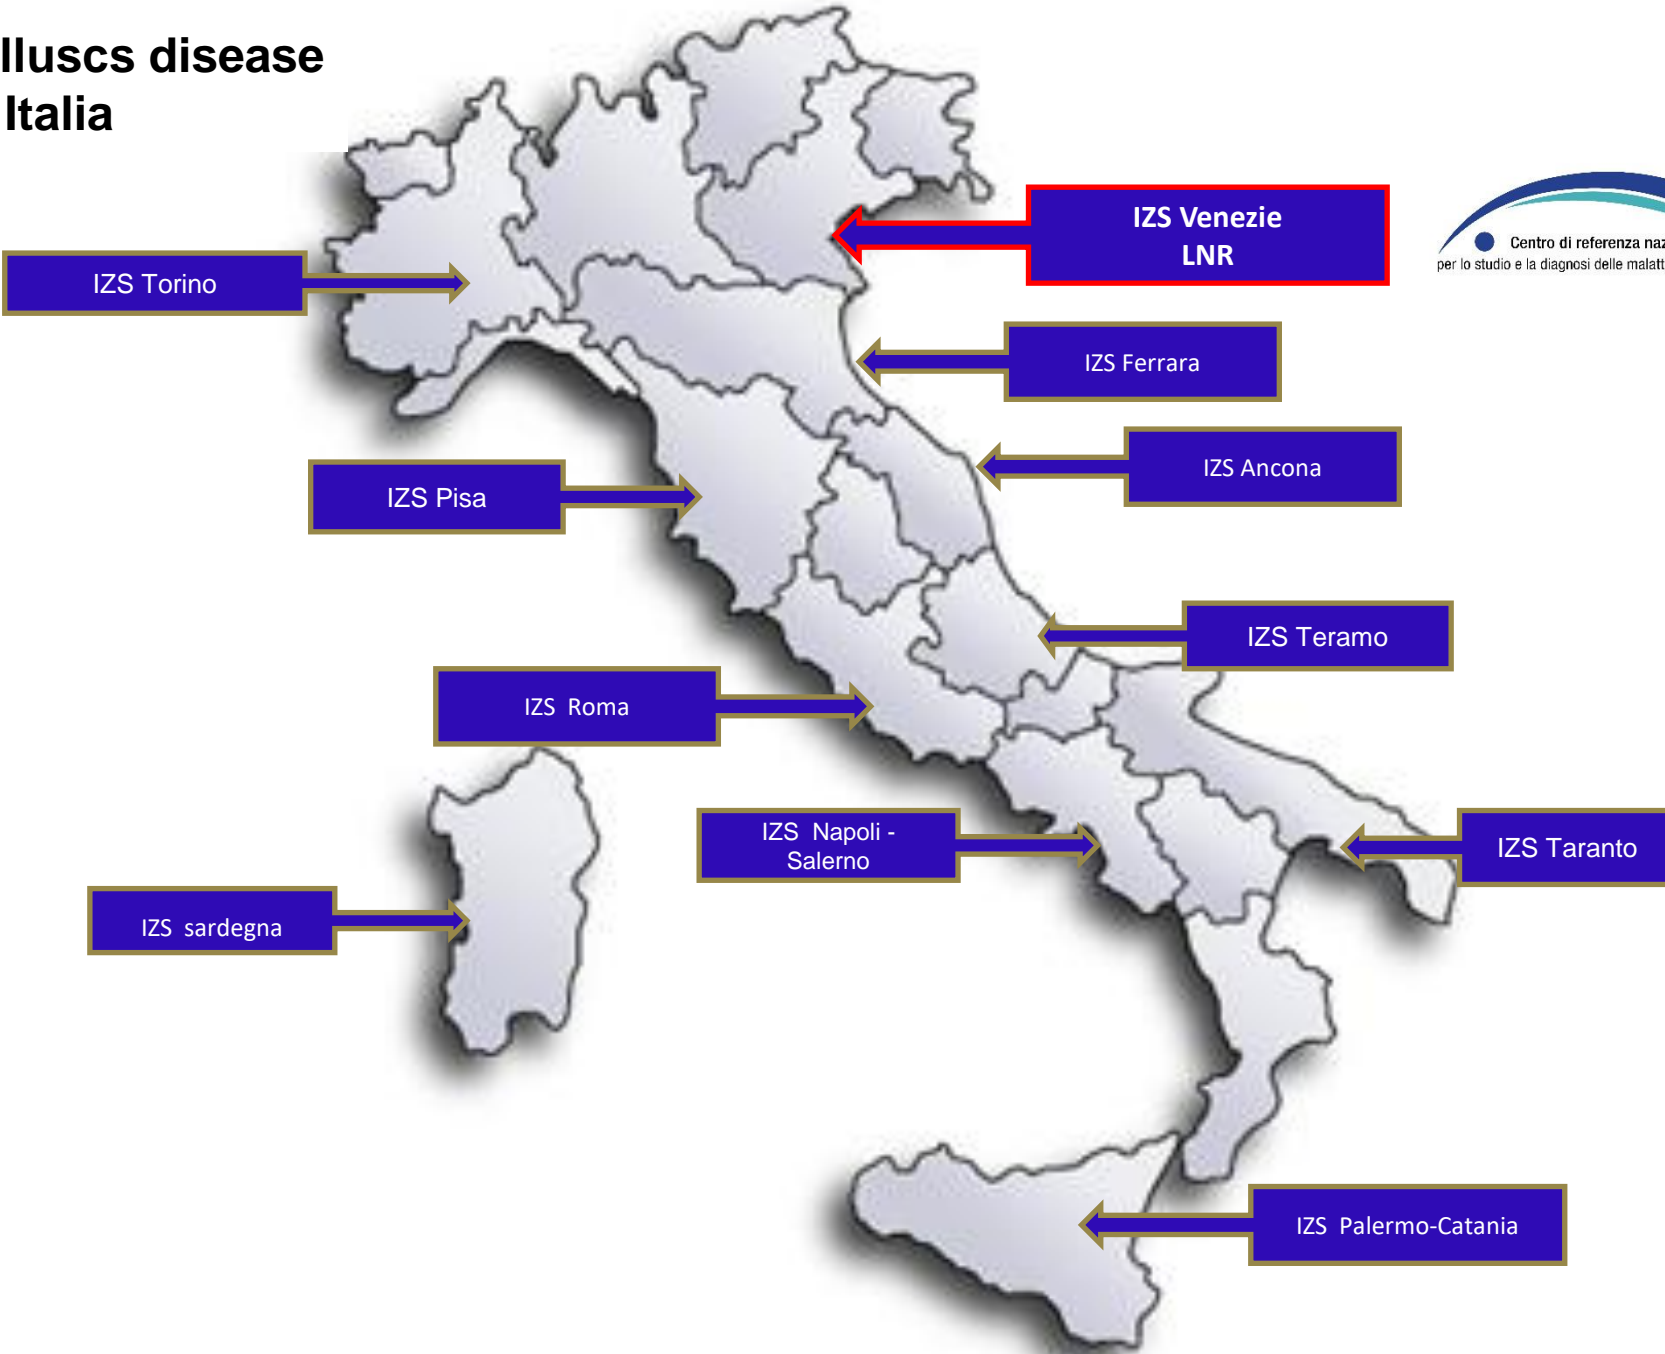 lluscs disease
Italia
IZS Venezie
LNR
Centro di referenza naz
per lo studio e la diagnosi delle malatt
IZS Torino
IZS Ferrara
IZS Ancona
IZS Pisa
IZS Teramo
IZS Roma
IZS Napoli -
Salerno
IZS Taranto
IZS sardegna
IZS Palermo-Catania